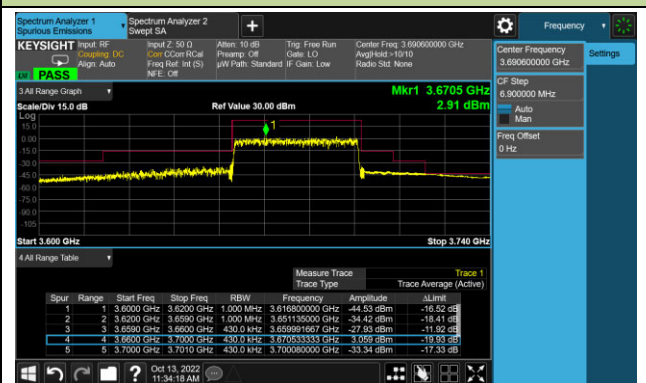 Spectrum Analyzer 1
Spurious Emissions
Spectrum Analyzer 2
Swept SA
Frequency
KEYSIGHT
Input: RF
Coupling: DC
Align: Auto
Input Z: 50 Ω
Corr CCorr RCal
Freq Ref: Int (S)
NFE: Off
Atten: 10 dB
Preamp: Off
µW Path: Standard
Trig: Free Run
Gate: LO
IF Gain: Low
Center Freq: 3.690600000 GHz
Avg|Hold:>10/10
Radio Std: None
PASS
Center Frequency
3.690600000 GHz
Settings
CF Step
6.900000 MHz
Auto
Man
Freq Offset
0 Hz
3 All Range Graph
Scale/Div 15.0 dB
Ref Value 30.00 dBm
Mkr1 3.6705 GHz
2.91 dBm
Log
15.0
0.00
-15.0
-30.0
-45.0
-60.0
-75.0
-90.0
-105
1
Start 3.600 GHz
Stop 3.740 GHz
4 All Range Table
Measure Trace Trace 1
Trace Type Trace Average (Active)
Spur Range Start Freq Stop Freq RBW Frequency Amplitude ΔLimit
1 1 3.6000 GHz 3.6200 GHz 1.000 MHz 3.616800000 GHz -44.53 dBm -16.52 dB
2 2 3.6200 GHz 3.6590 GHz 1.000 MHz 3.651135000 GHz -34.42 dBm -18.41 dB
3 3 3.6590 GHz 3.6600 GHz 430.0 kHz 3.659991667 GHz -27.93 dBm -11.92 dB
4 4 3.6600 GHz 3.7000 GHz 430.0 kHz 3.670533333 GHz 3.059 dBm -19.93 dB
5 5 3.7000 GHz 3.7010 GHz 430.0 kHz 3.700080000 GHz -33.34 dBm -17.33 dB
Oct 13, 2022
11:34:18 AM